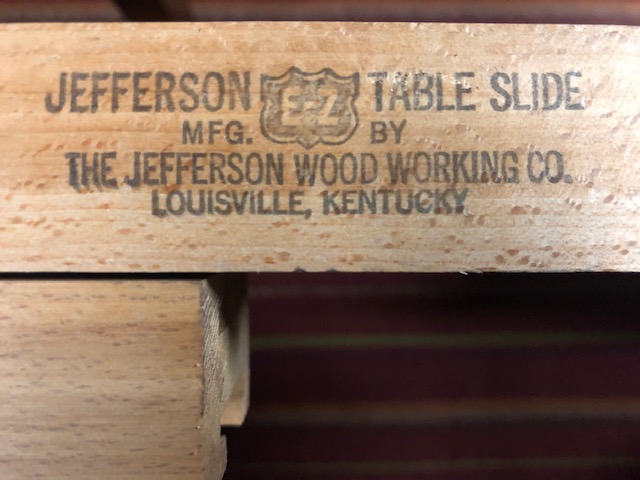 JEFFERSON E-Z TABLE SLIDE
MFG. BY
THE JEFFERSON WOOD WORKING CO.
LOUISVILLE, KENTUCKY